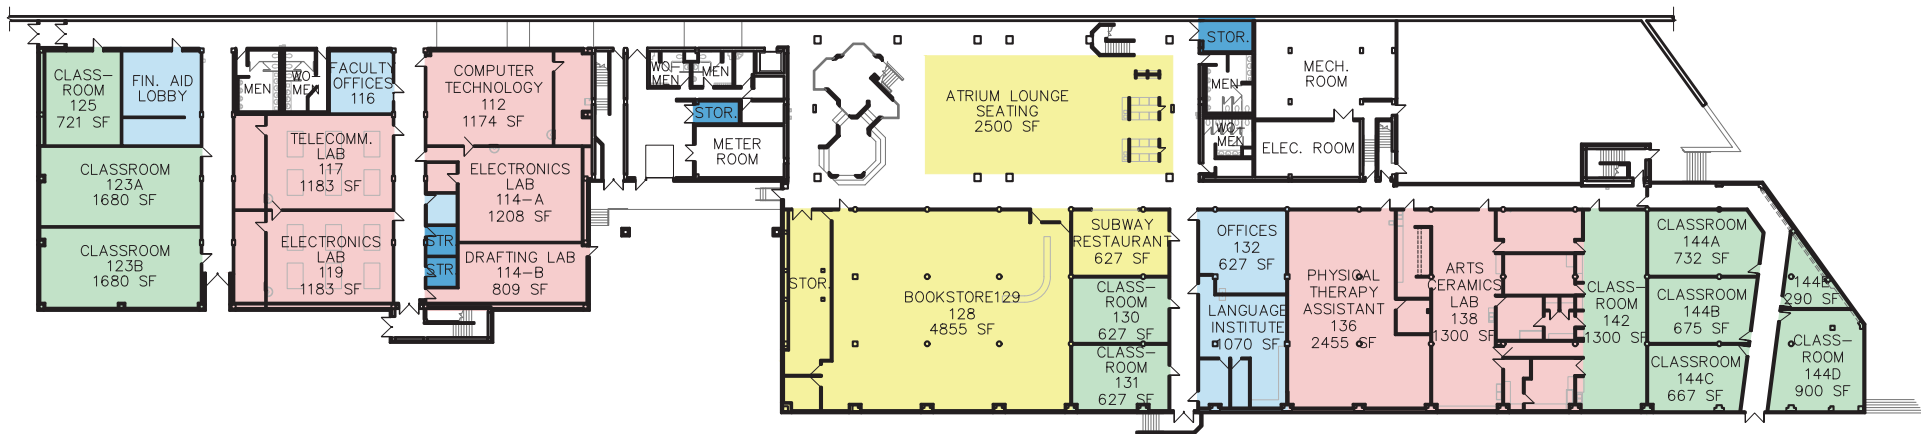 CLASS-
ROOM
125
721 SF
FIN. AID
LOBBY
CLASSROOM
123A
1680 SF
CLASSROOM
123B
1680 SF
MEN
WO-
MEN
FACULTY
OFFICES
116
TELECOMM.
LAB
117
1183 SF
ELECTRONICS
LAB
119
1183 SF
COMPUTER
TECHNOLOGY
112
1174 SF
ELECTRONICS
LAB
114-A
1208 SF
STR.
STR.
DRAFTING LAB
114-B
809 SF
WO-
MEN
MEN
STOR.
METER
ROOM
ATRIUM LOUNGE
SEATING
2500 SF
STOR.
MEN
WO-
MEN
MECH.
ROOM
ELEC. ROOM
STOR.
BOOKSTORE129
128
4855 SF
SUBWAY
RESTAURANT
627 SF
CLASS-
ROOM
130
627 SF
CLASS-
ROOM
131
627 SF
OFFICES
132
627 SF
LANGUAGE
INSTITUTE
1070 SF
PHYSICAL
THERAPY
ASSISTANT
136
2455 SF
ARTS
CERAMICS
LAB
138
1300 SF
CLASS-
ROOM
142
1300 SF
CLASSROOM
144A
732 SF
CLASSROOM
144B
675 SF
CLASSROOM
144C
667 SF
290 SF
CLASS-
ROOM
144D
900 SF